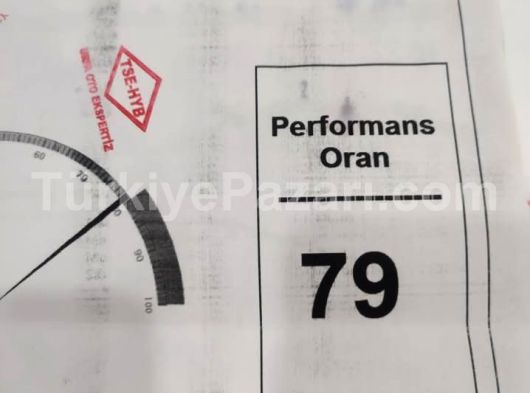 TSE-HYB
OTO EKSPERTİZ
60
70
80
90
100
Performans
Oran
79
TurkiyePazari.com